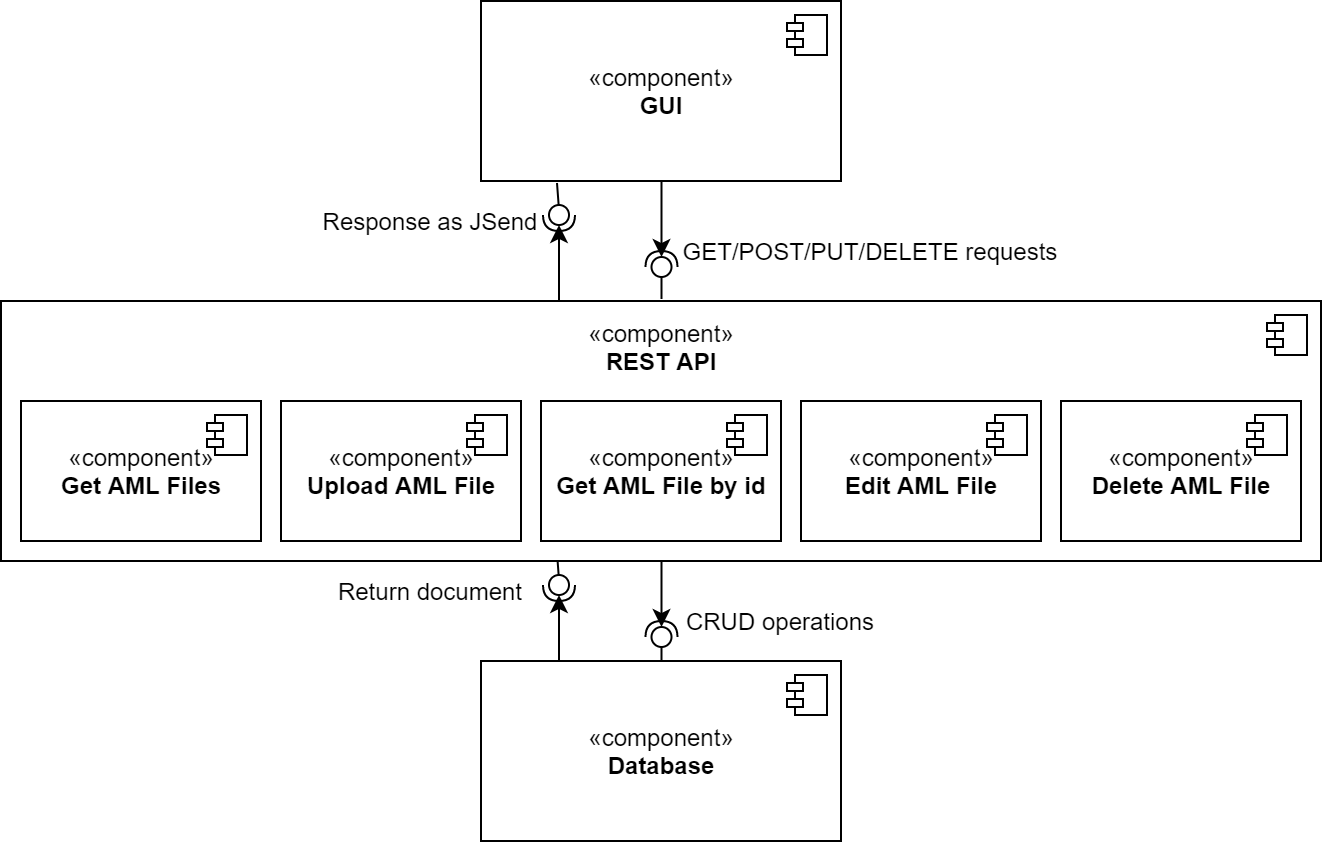 «component»
GUI
Response as JSend
GET/POST/PUT/DELETE requests
«component»
REST API
«component»
Get AML Files
«component»
Upload AML File
«component»
Get AML File by id
«component»
Edit AML File
«component»
Delete AML File
Return document
CRUD operations
«component»
Database